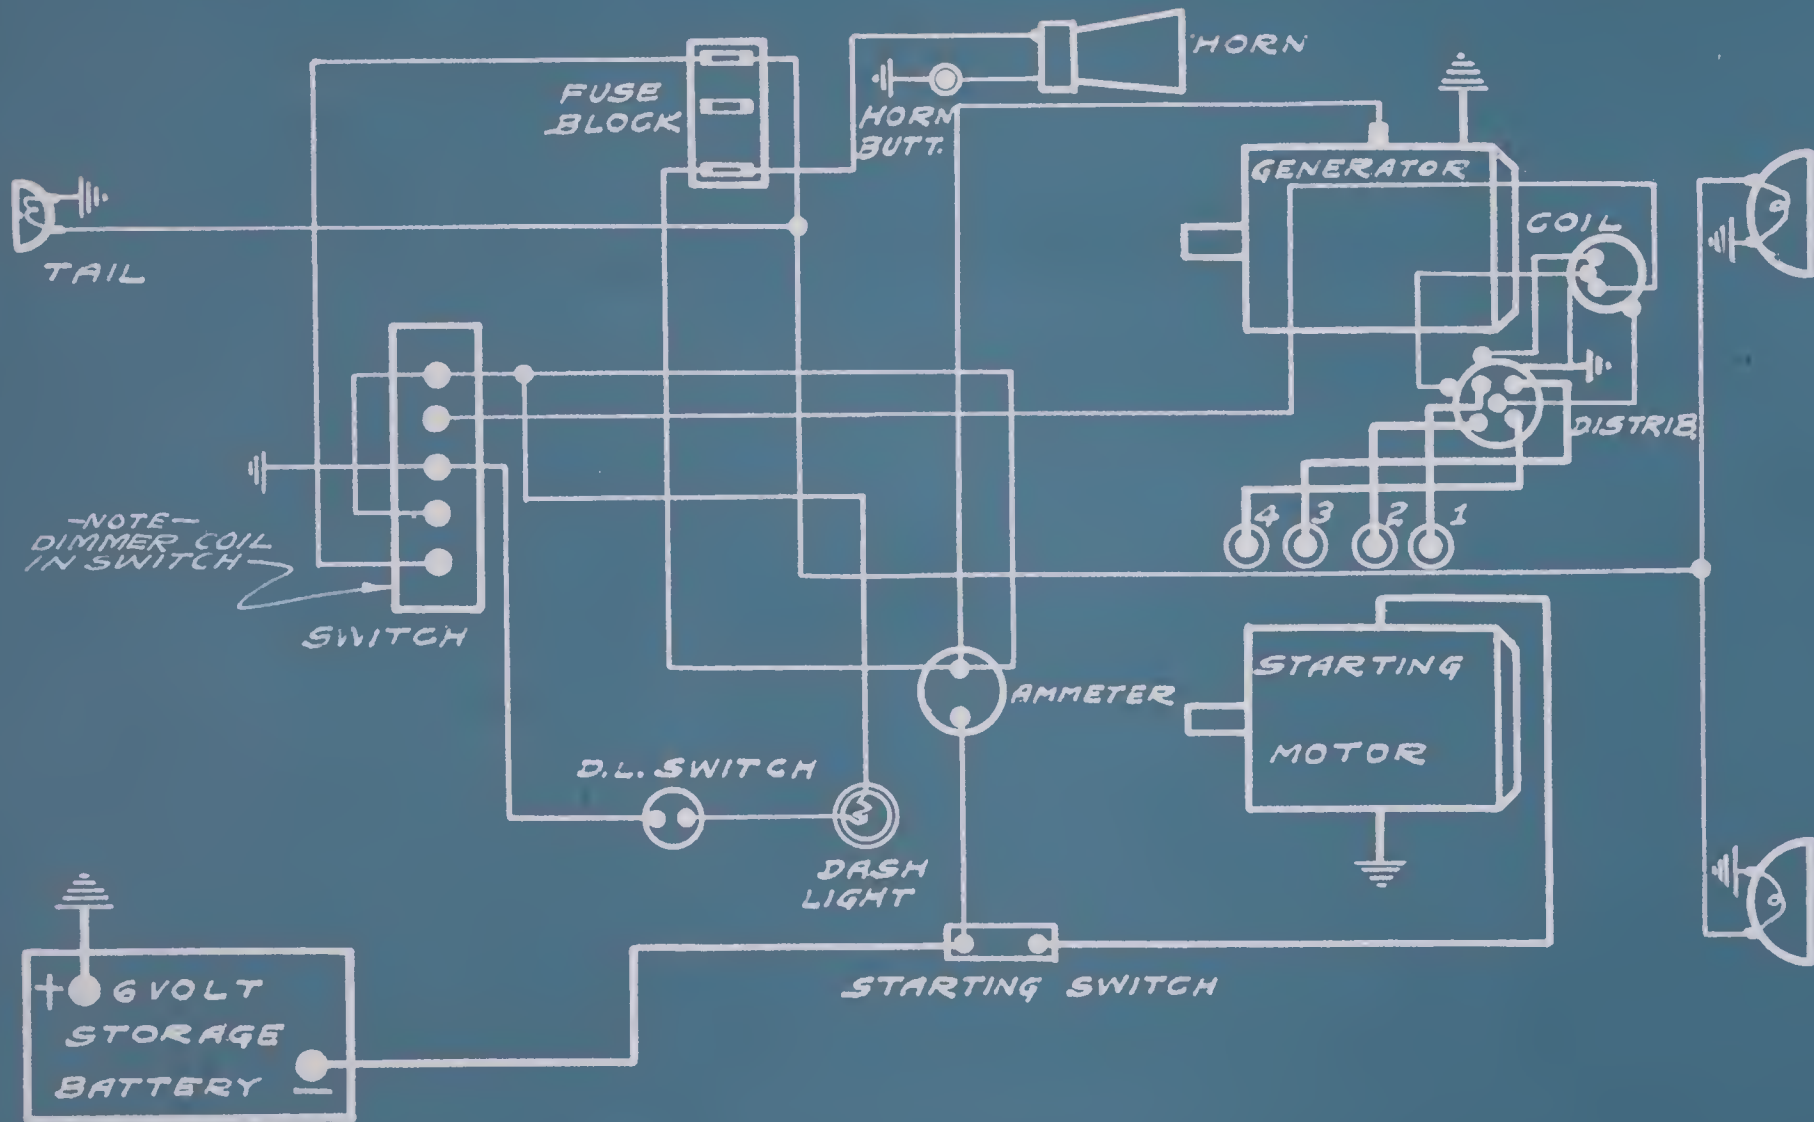 HORN
FUSE
BLOCK
HORN
BUTT.
GENERATOR
COIL
TAIL
DISTRIB.
4 3 2 1
-NOTE-
DIMMER COIL
IN SWITCH
SWITCH
STARTING
MOTOR
AMMETER
D.L. SWITCH
DASH
LIGHT
STARTING SWITCH
+ 6 VOLT
STORAGE
BATTERY -